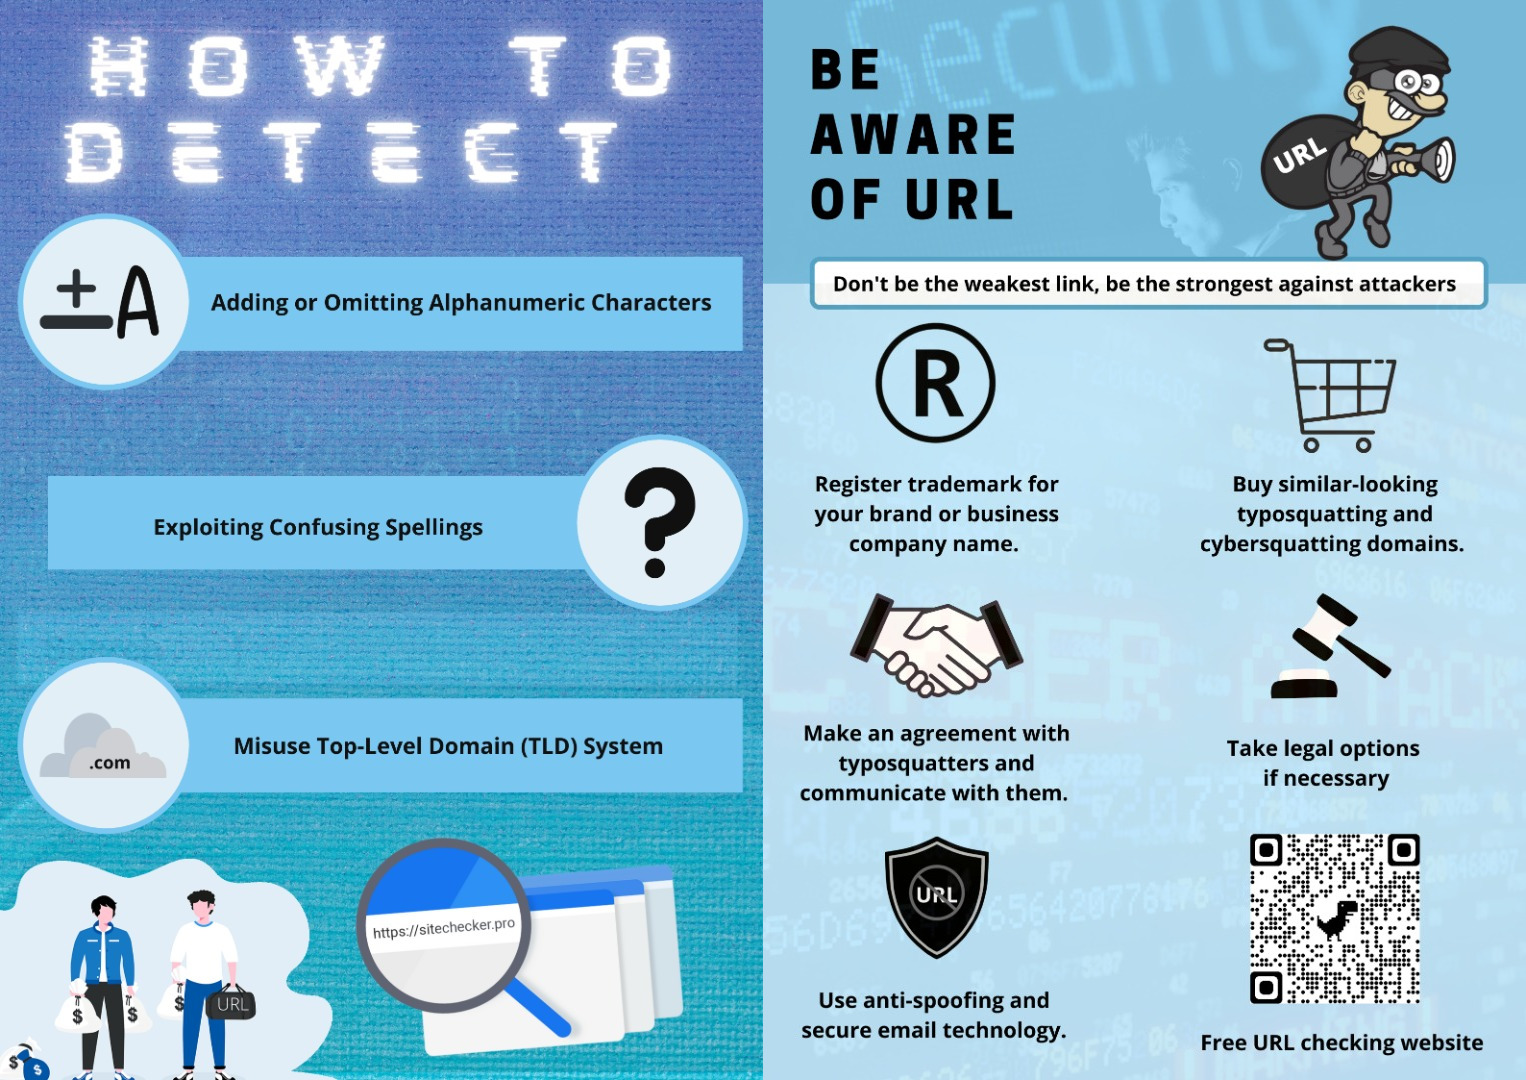 HOW TO
DETECT
±A
Adding or Omitting Alphanumeric Characters
Exploiting Confusing Spellings
?
.com
Misuse Top-Level Domain (TLD) System
https://sitechecker.pro
$
$
$
URL
$
$
Security
BE
AWARE
OF URL
URL
Don't be the weakest link, be the strongest against attackers
R
Register trademark for
your brand or business
company name.
Buy similar-looking
typosquatting and
cybersquatting domains.
Make an agreement with
typosquatters and
communicate with them.
Take legal options
if necessary
URL
Use anti-spoofing and
secure email technology.
Free URL checking website